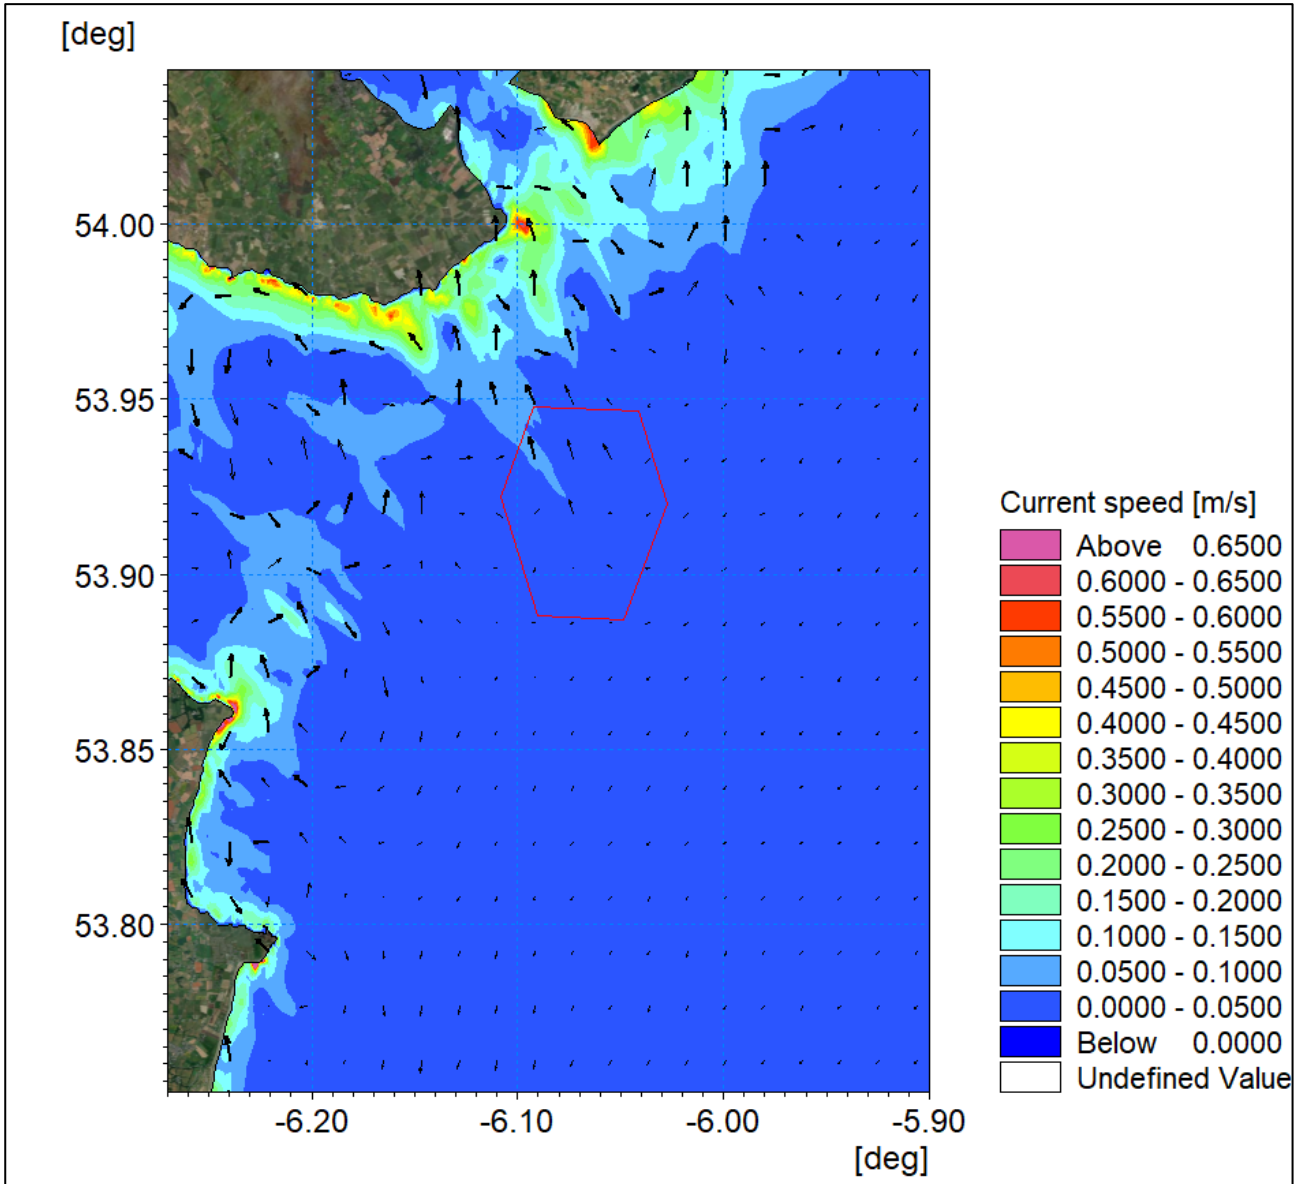 [deg]
54.00
53.95
53.90
53.85
53.80
-6.20 -6.10 -6.00 -5.90
[deg]
Current speed [m/s]
Above 0.6500
0.6000 - 0.6500
0.5500 - 0.6000
0.5000 - 0.5500
0.4500 - 0.5000
0.4000 - 0.4500
0.3500 - 0.4000
0.3000 - 0.3500
0.2500 - 0.3000
0.2000 - 0.2500
0.1500 - 0.2000
0.1000 - 0.1500
0.0500 - 0.1000
0.0000 - 0.0500
Below 0.0000
Undefined Value